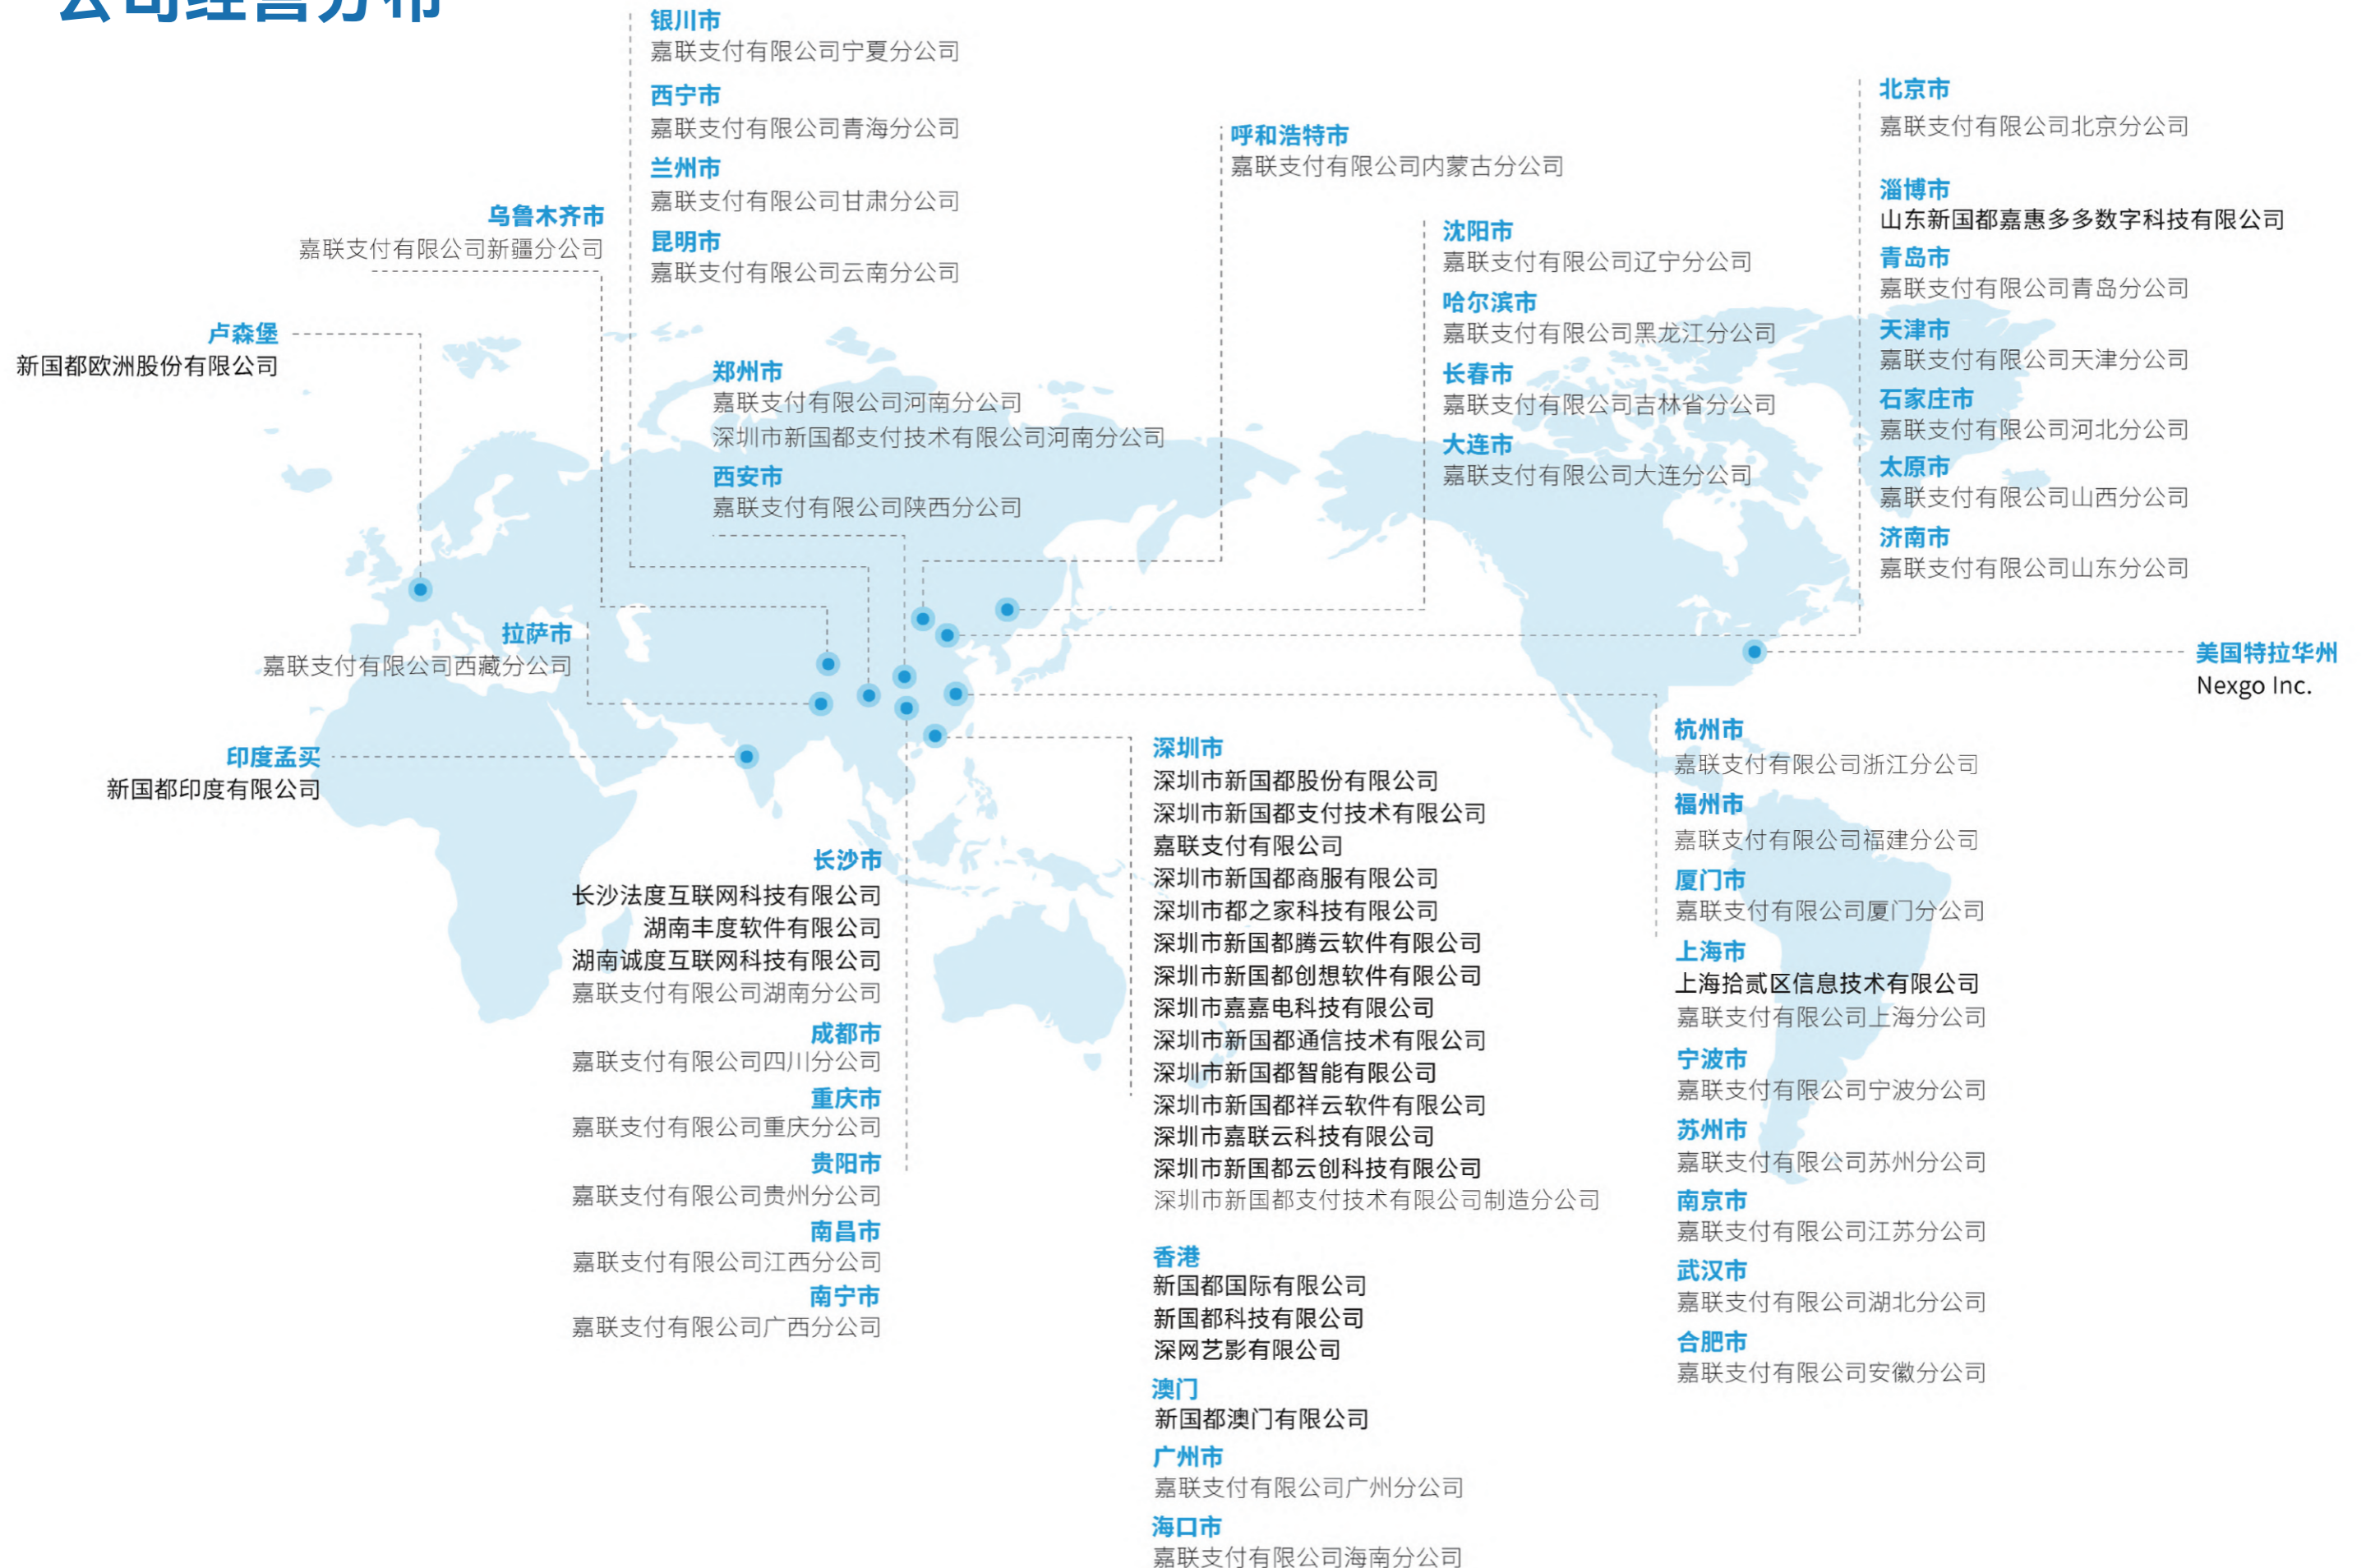 公司经营分布
银川市
嘉联支付有限公司宁夏分公司
西宁市
嘉联支付有限公司青海分公司
兰州市
嘉联支付有限公司甘肃分公司
昆明市
嘉联支付有限公司云南分公司
乌鲁木齐市
嘉联支付有限公司新疆分公司
卢森堡
新国都欧洲股份有限公司
郑州市
嘉联支付有限公司河南分公司
深圳市新国都支付技术有限公司河南分公司
西安市
嘉联支付有限公司陕西分公司
呼和浩特市
嘉联支付有限公司内蒙古分公司
沈阳市
嘉联支付有限公司辽宁分公司
哈尔滨市
嘉联支付有限公司黑龙江分公司
长春市
嘉联支付有限公司吉林省分公司
大连市
嘉联支付有限公司大连分公司
北京市
嘉联支付有限公司北京分公司
淄博市
山东新国都嘉惠多多数字科技有限公司
青岛市
嘉联支付有限公司青岛分公司
天津市
嘉联支付有限公司天津分公司
石家庄市
嘉联支付有限公司河北分公司
太原市
嘉联支付有限公司山西分公司
济南市
嘉联支付有限公司山东分公司
拉萨市
嘉联支付有限公司西藏分公司
美国特拉华州
Nexgo Inc.
印度孟买
新国都印度有限公司
长沙市
长沙法度互联网科技有限公司
湖南丰度软件有限公司
湖南诚度互联网科技有限公司
嘉联支付有限公司湖南分公司
成都市
嘉联支付有限公司四川分公司
重庆市
嘉联支付有限公司重庆分公司
贵阳市
嘉联支付有限公司贵州分公司
南昌市
嘉联支付有限公司江西分公司
南宁市
嘉联支付有限公司广西分公司
深圳市
深圳市新国都股份有限公司
深圳市新国都支付技术有限公司
嘉联支付有限公司
深圳市新国都商服有限公司
深圳市都之家科技有限公司
深圳市新国都腾云软件有限公司
深圳市新国都创想软件有限公司
深圳市嘉嘉电科技有限公司
深圳市新国都通信技术有限公司
深圳市新国都智能有限公司
深圳市新国都祥云软件有限公司
深圳市嘉联云科技有限公司
深圳市新国都云创科技有限公司
深圳市新国都支付技术有限公司制造分公司
香港
新国都国际有限公司
新国都科技有限公司
深网艺影有限公司
澳门
新国都澳门有限公司
广州市
嘉联支付有限公司广州分公司
海口市
嘉联支付有限公司海南分公司
杭州市
嘉联支付有限公司浙江分公司
福州市
嘉联支付有限公司福建分公司
厦门市
嘉联支付有限公司厦门分公司
上海市
上海拾贰区信息技术有限公司
嘉联支付有限公司上海分公司
宁波市
嘉联支付有限公司宁波分公司
苏州市
嘉联支付有限公司苏州分公司
南京市
嘉联支付有限公司江苏分公司
武汉市
嘉联支付有限公司湖北分公司
合肥市
嘉联支付有限公司安徽分公司